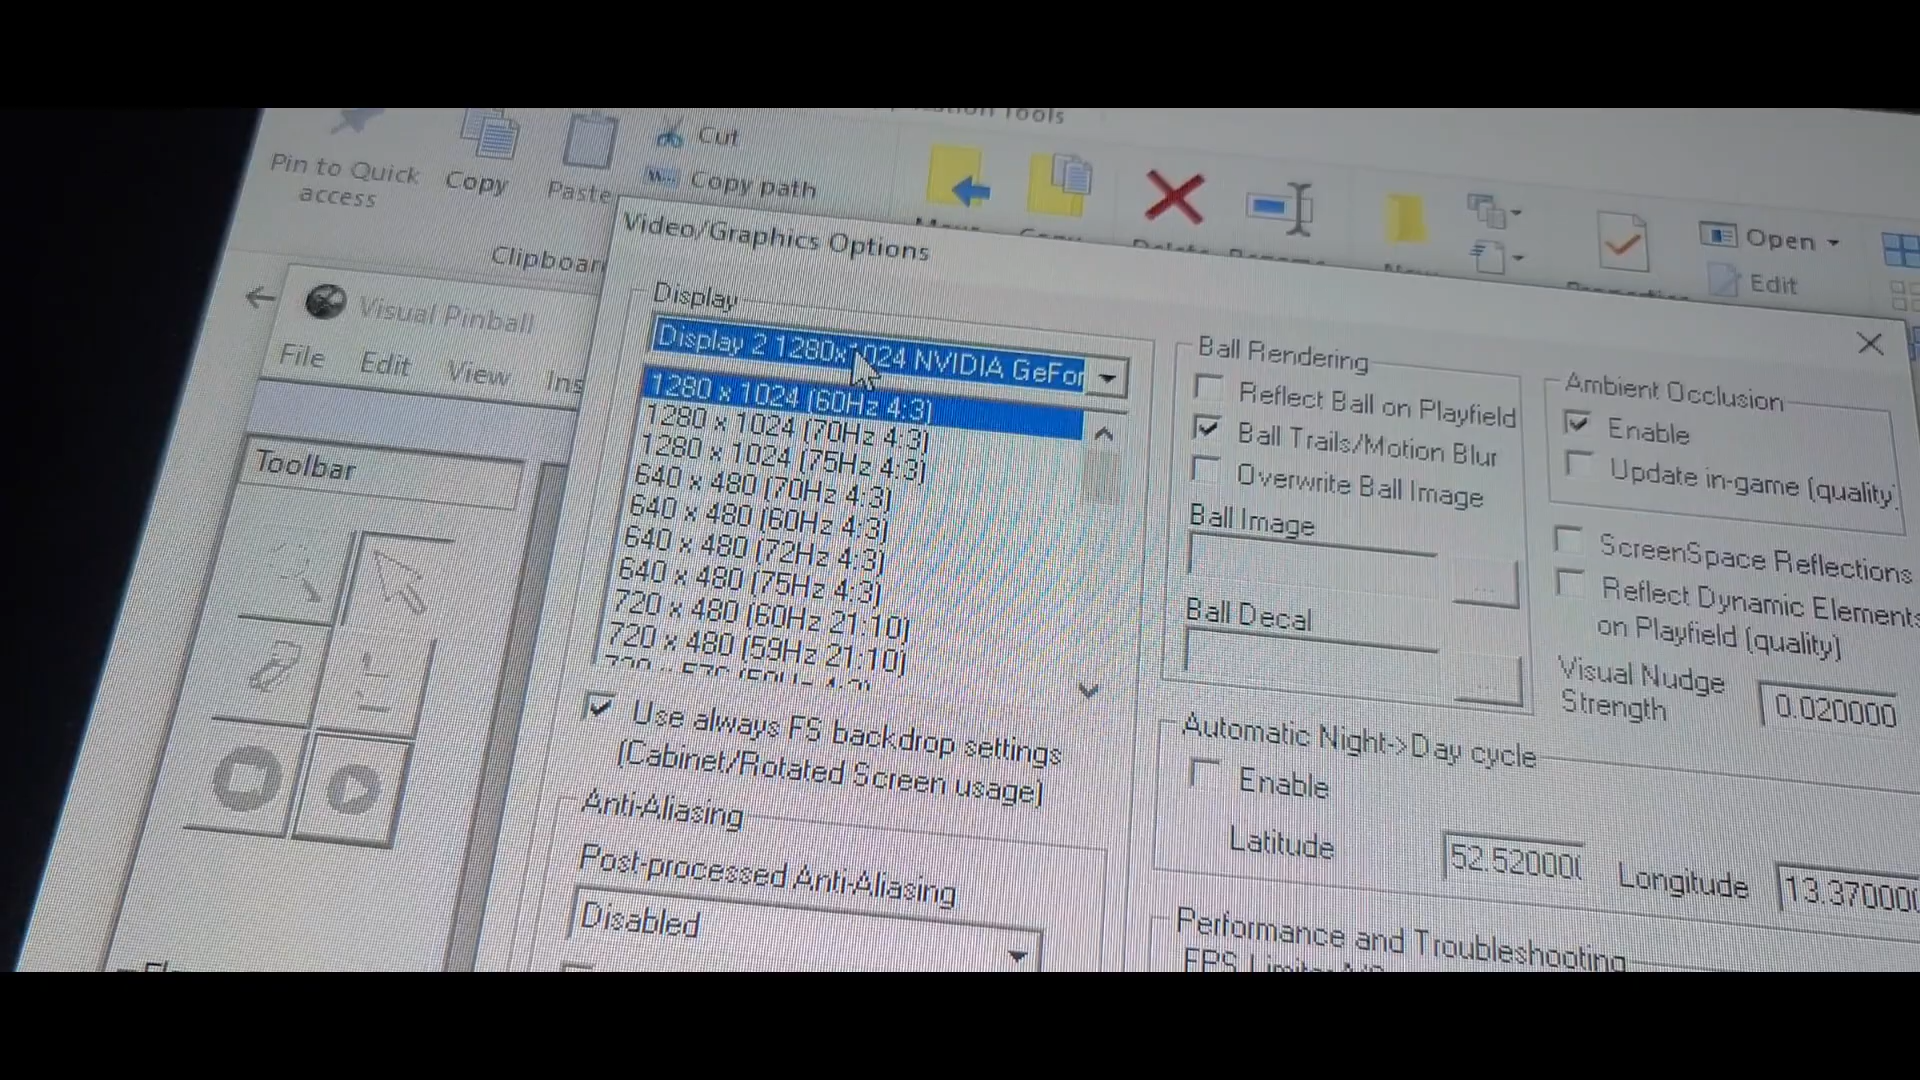 Tools
Pin to Quick
access
Copy
Paste
Cut
Copy path
Clipboar
Open
Edit
Visual Pinball
File
Edit
View
Ins
Toolbar
Video/Graphics Options
Display
Display 2 1280x1024 NVIDIA GeFor
1280 x 1024 (60Hz 4:3)
1280 x 1024 (70Hz 4:3)
1280 x 1024 (75Hz 4:3)
640 x 480 (70Hz 4:3)
640 x 480 (60Hz 4:3)
640 x 480 (72Hz 4:3)
640 x 480 (75Hz 4:3)
720 x 480 (60Hz 21:10)
720 x 480 (59Hz 21:10)
Use always FS backdrop settings
(Cabinet/Rotated Screen usage)
Anti-Aliasing
Post-processed Anti-Aliasing
Disabled
Ball Rendering
Reflect Ball on Playfield
Ball Trails/Motion Blur
Overwrite Ball Image
Ball Image
...
Ball Decal
...
Ambient Occlusion
Enable
Update in-game (quality
ScreenSpace Reflections
Reflect Dynamic Elements
on Playfield (quality)
Visual Nudge
Strength
0.020000
Automatic Night->Day cycle
Enable
Latitude
52.52000
Longitude
13.37000
Performance and Troubleshooting